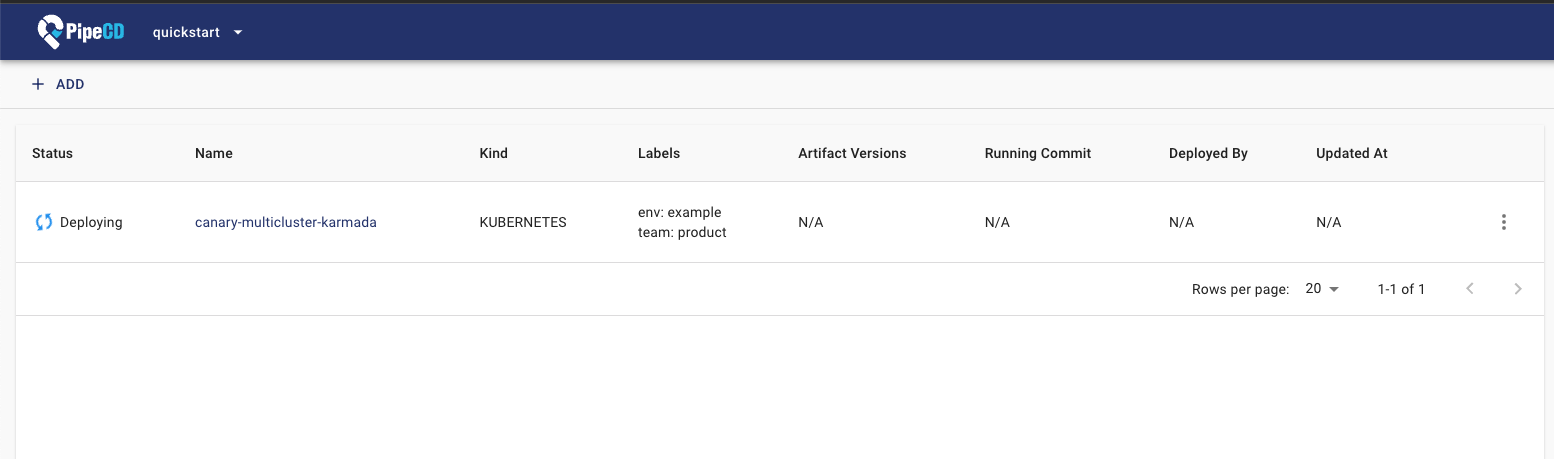 PipeCD quickstart
+ ADD
Status Name Kind Labels Artifact Versions Running Commit Deployed By Updated At
Deploying canary-multicluster-karmada KUBERNETES env: example N/A N/A N/A N/A
team: product
Rows per page: 20 1-1 of 1